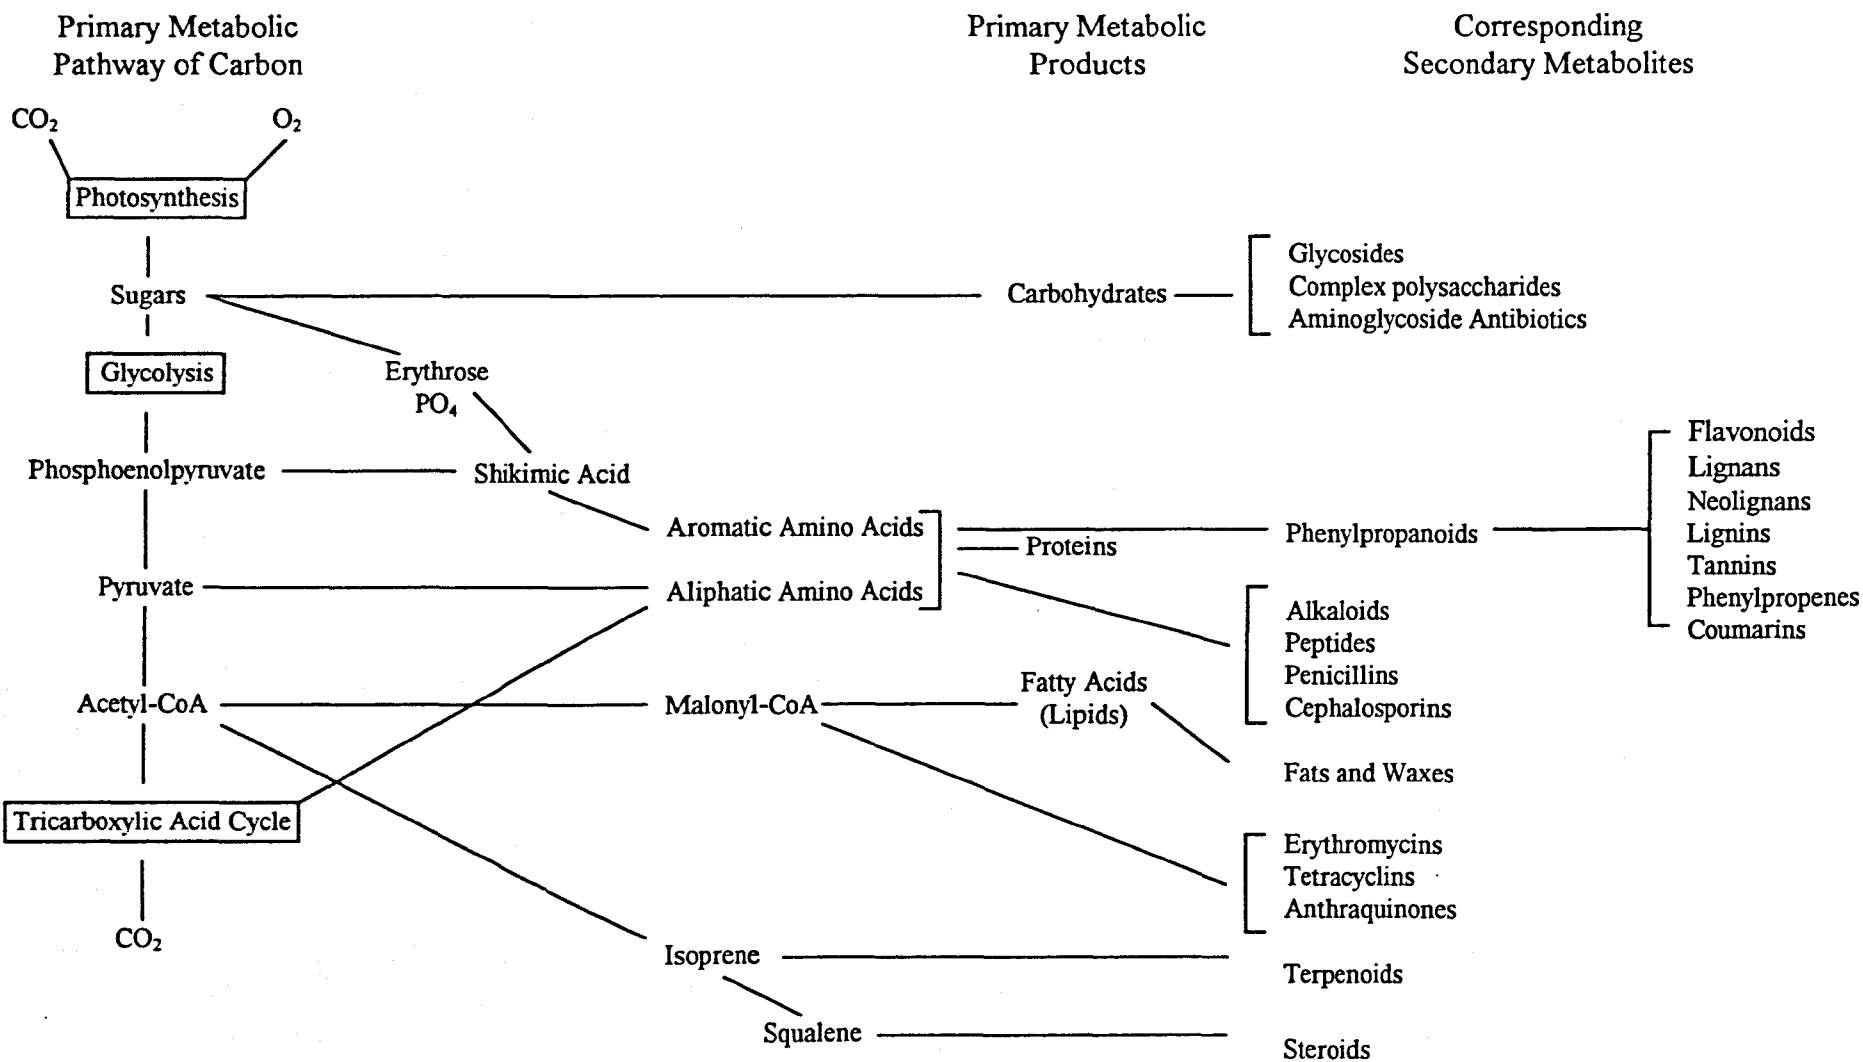 Primary Metabolic
Pathway of Carbon
Primary Metabolic
Products
Corresponding
Secondary Metabolites
CO₂
O₂
Photosynthesis
Sugars
Carbohydrates
Glycosides
Complex polysaccharides
Aminoglycoside Antibiotics
Glycolysis
Erythrose
PO₄
Phosphoenolpyruvate
Shikimic Acid
Aromatic Amino Acids
Proteins
Phenylpropanoids
Flavonoids
Lignans
Neolignans
Lignins
Tannins
Phenylpropenes
Coumarins
Pyruvate
Aliphatic Amino Acids
Alkaloids
Peptides
Penicillins
Cephalosporins
Acetyl-CoA
Malonyl-CoA
Fatty Acids
(Lipids)
Fats and Waxes
Tricarboxylic Acid Cycle
Erythromycins
Tetracyclins
Anthraquinones
CO₂
Isoprene
Terpenoids
Squalene
Steroids